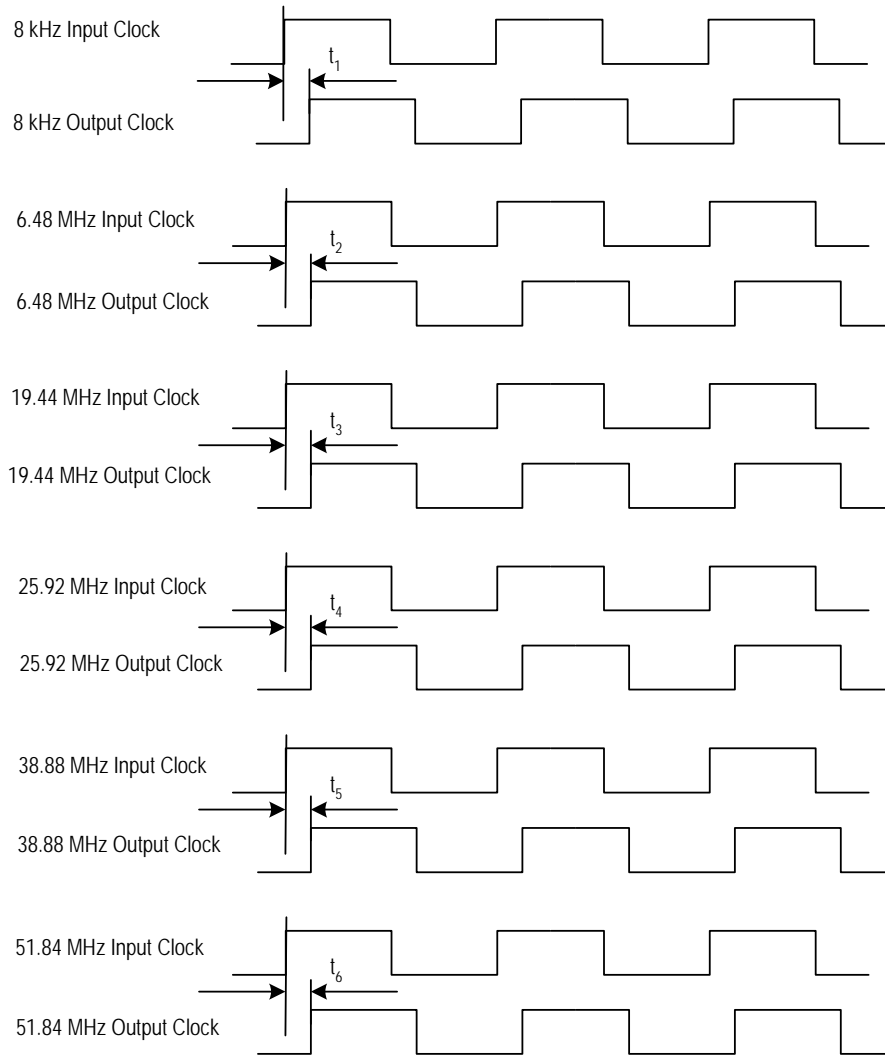 8 kHz Input Clock
t1
8 kHz Output Clock
6.48 MHz Input Clock
t2
6.48 MHz Output Clock
19.44 MHz Input Clock
t3
19.44 MHz Output Clock
25.92 MHz Input Clock
t4
25.92 MHz Output Clock
38.88 MHz Input Clock
t5
38.88 MHz Output Clock
51.84 MHz Input Clock
t6
51.84 MHz Output Clock